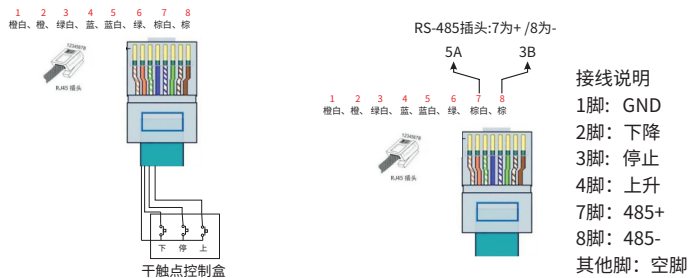 1 2 3 4 5 6 7 8
橙白、橙、绿白、蓝、蓝白、绿、棕白、棕
12345678
RJ45 插头
下 停 上
干触点控制盒
RS-485插头:7为+ /8为-
5A 3B
1 2 3 4 5 6 7 8
橙白、橙、绿白、蓝、蓝白、绿、棕白、棕
12345678
RJ45 插头
接线说明
1脚: GND
2脚：下降
3脚: 停止
4脚：上升
7脚：485+
8脚：485-
其他脚：空脚